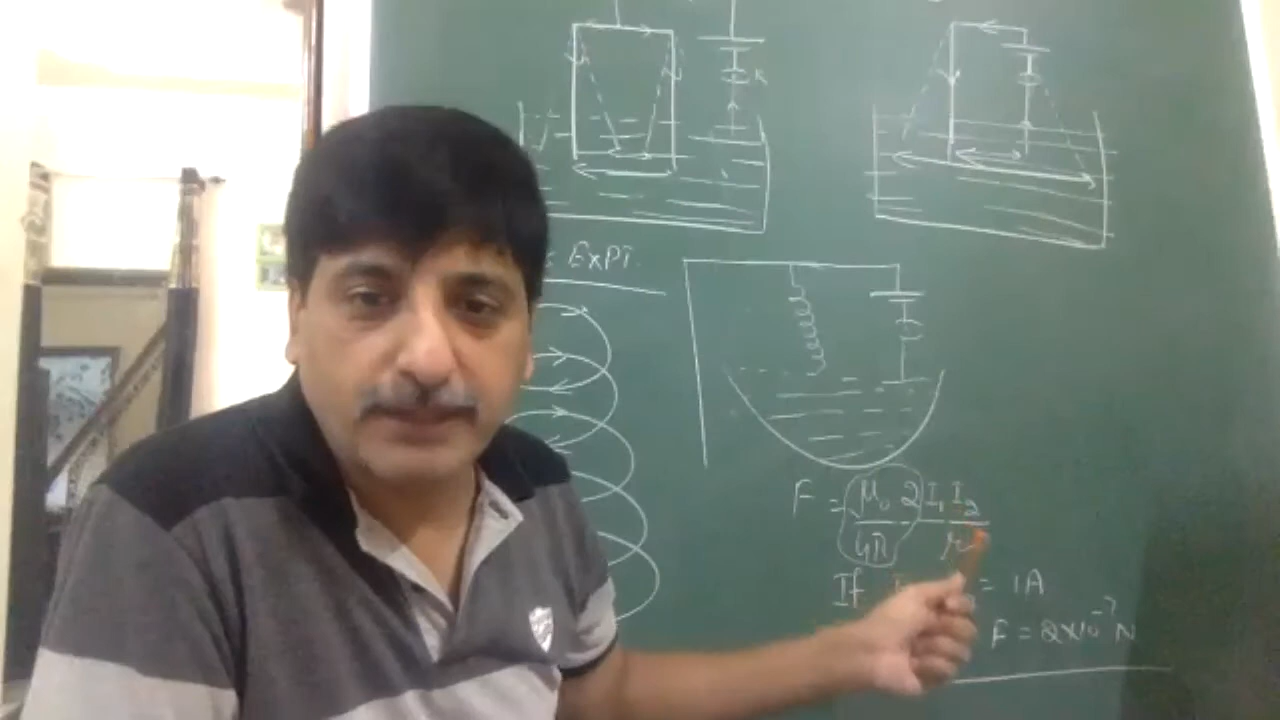 K
EXPT.
F = μ₀/4π 2I₁I₂/r
If = 1A
F = 2×10⁻⁷ N